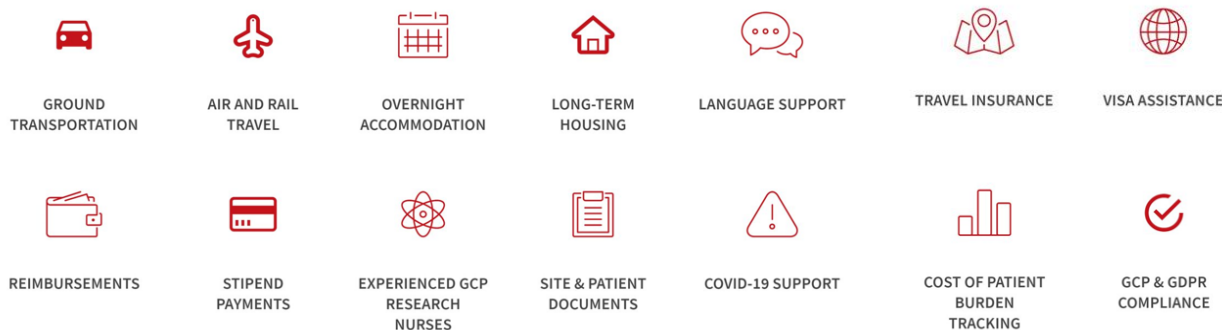 GROUND
TRANSPORTATION
AIR AND RAIL
TRAVEL
OVERNIGHT
ACCOMMODATION
LONG-TERM
HOUSING
LANGUAGE SUPPORT
TRAVEL INSURANCE
VISA ASSISTANCE
REIMBURSEMENTS
STIPEND
PAYMENTS
EXPERIENCED GCP
RESEARCH
NURSES
SITE & PATIENT
DOCUMENTS
COVID-19 SUPPORT
COST OF PATIENT
BURDEN
TRACKING
GCP & GDPR
COMPLIANCE